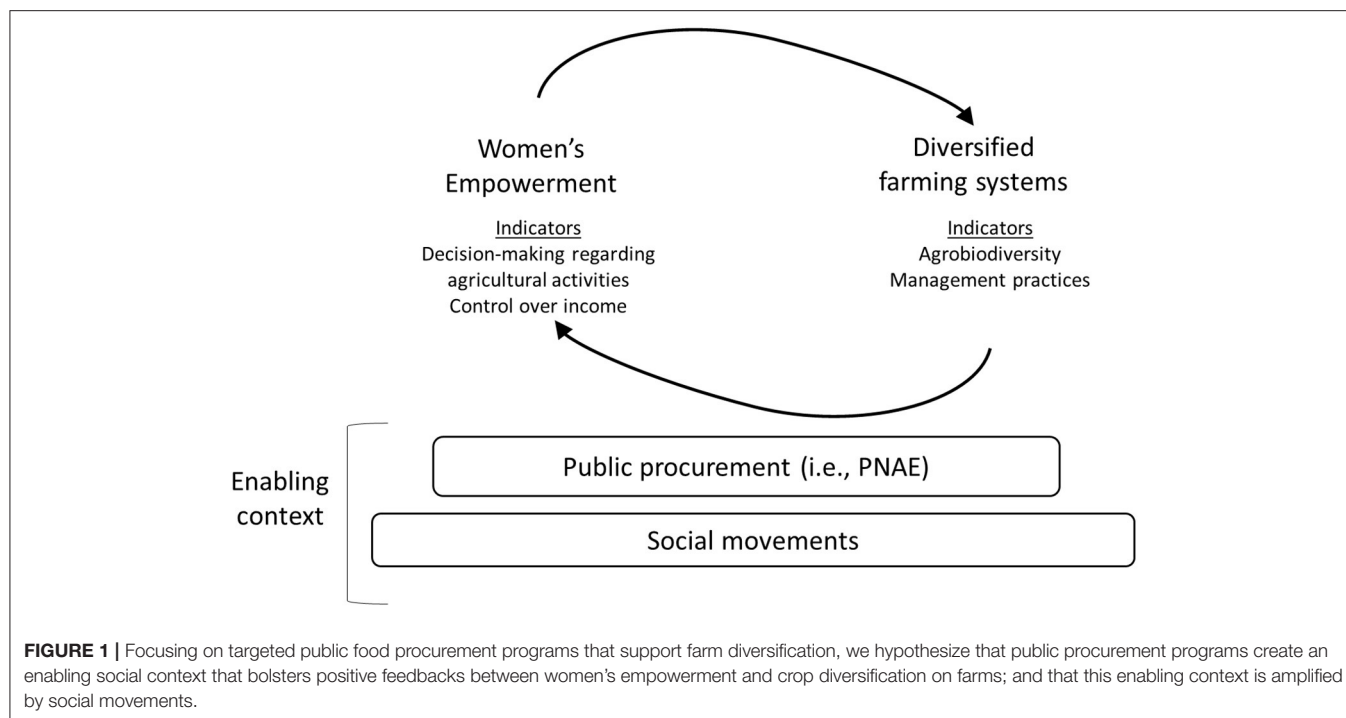 Women's
Empowerment
Indicators
Decision-making regarding
agricultural activities
Control over income
Diversified
farming systems
Indicators
Agrobiodiversity
Management practices
Enabling
context
Public procurement (i.e., PNAE)
Social movements
FIGURE 1 | Focusing on targeted public food procurement programs that support farm diversification, we hypothesize that public procurement programs create an
enabling social context that bolsters positive feedbacks between women's empowerment and crop diversification on farms; and that this enabling context is amplified
by social movements.